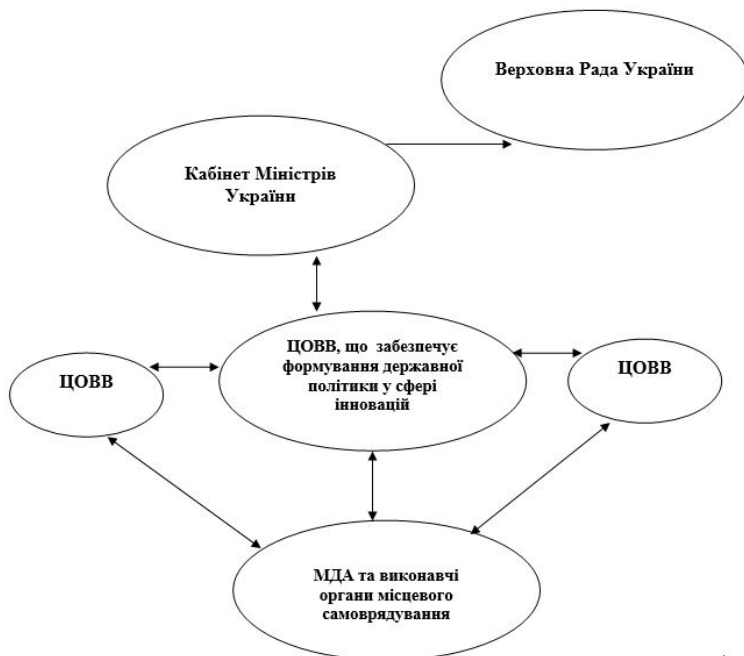 Верховна Рада України
Кабінет Міністрів
України
ЦОВВ, що забезпечує
формування державної
політики у сфері
інновацій
ЦОВВ
ЦОВВ
МДА та виконавчі
органи місцевого
самоврядування